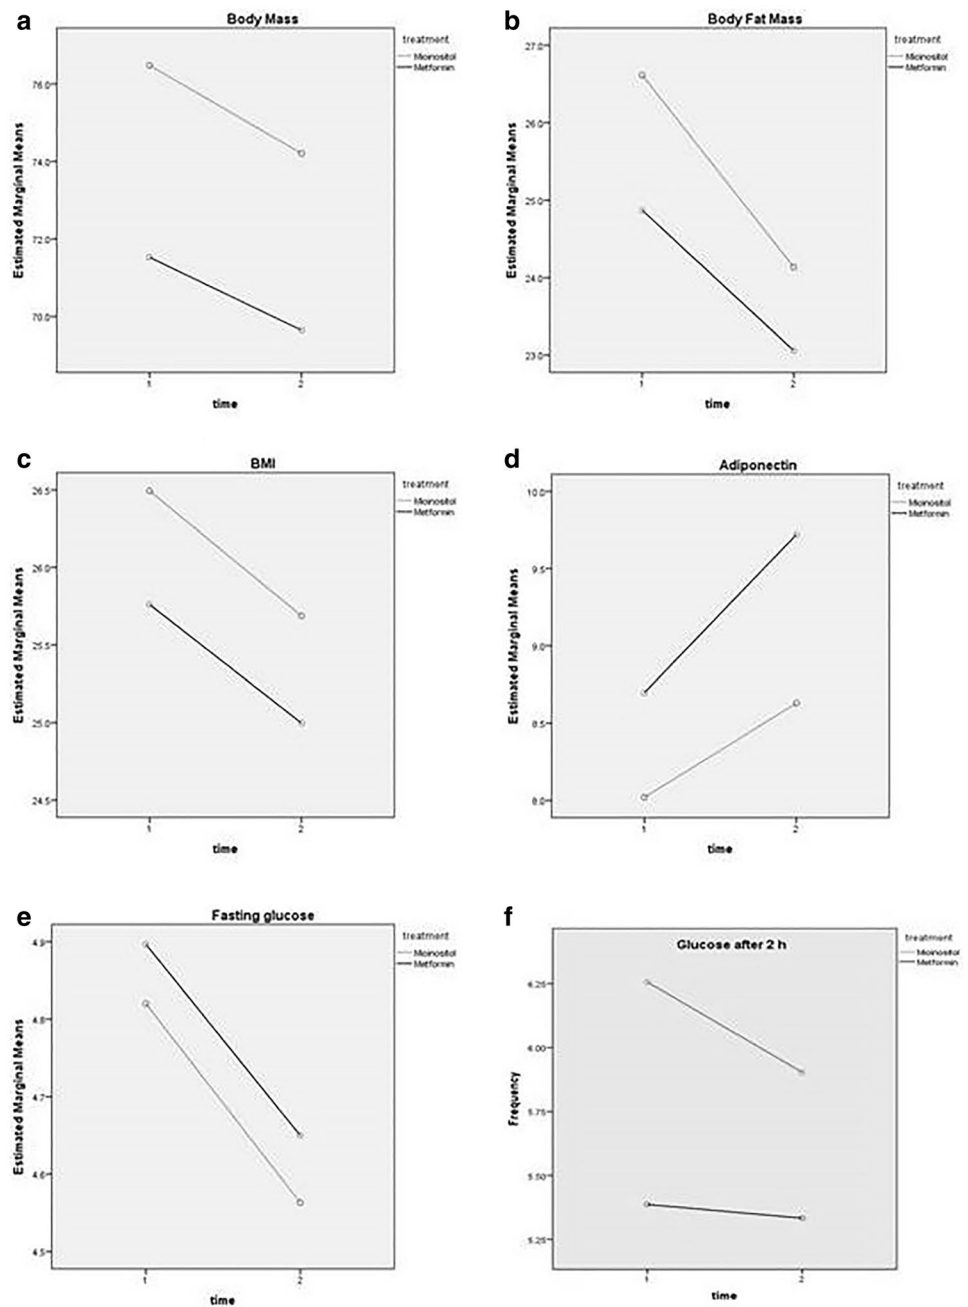 a
Body Mass
treatment
Mioinositol
Metformin
Estimated Marginal Means
76.0
74.0
72.0
70.0
1
2
time
b
Body Fat Mass
treatment
Mioinositol
Metformin
Estimated Marginal Means
27.0
26.0
25.0
24.0
23.0
1
2
time
c
BMI
treatment
Mioinositol
Metformin
Estimated Marginal Means
26.5
26.0
25.5
25.0
24.5
1
2
time
d
Adiponectin
treatment
Mioinositol
Metformin
Estimated Marginal Means
10.0
9.5
9.0
8.5
8.0
1
2
time
e
Fasting glucose
treatment
Mioinositol
Metformin
Estimated Marginal Means
4.9
4.8
4.7
4.6
4.5
1
2
time
f
Glucose after 2 h
treatment
Mioinositol
Metformin
Frequency
6.25
6.00
5.75
5.50
5.25
1
2
time